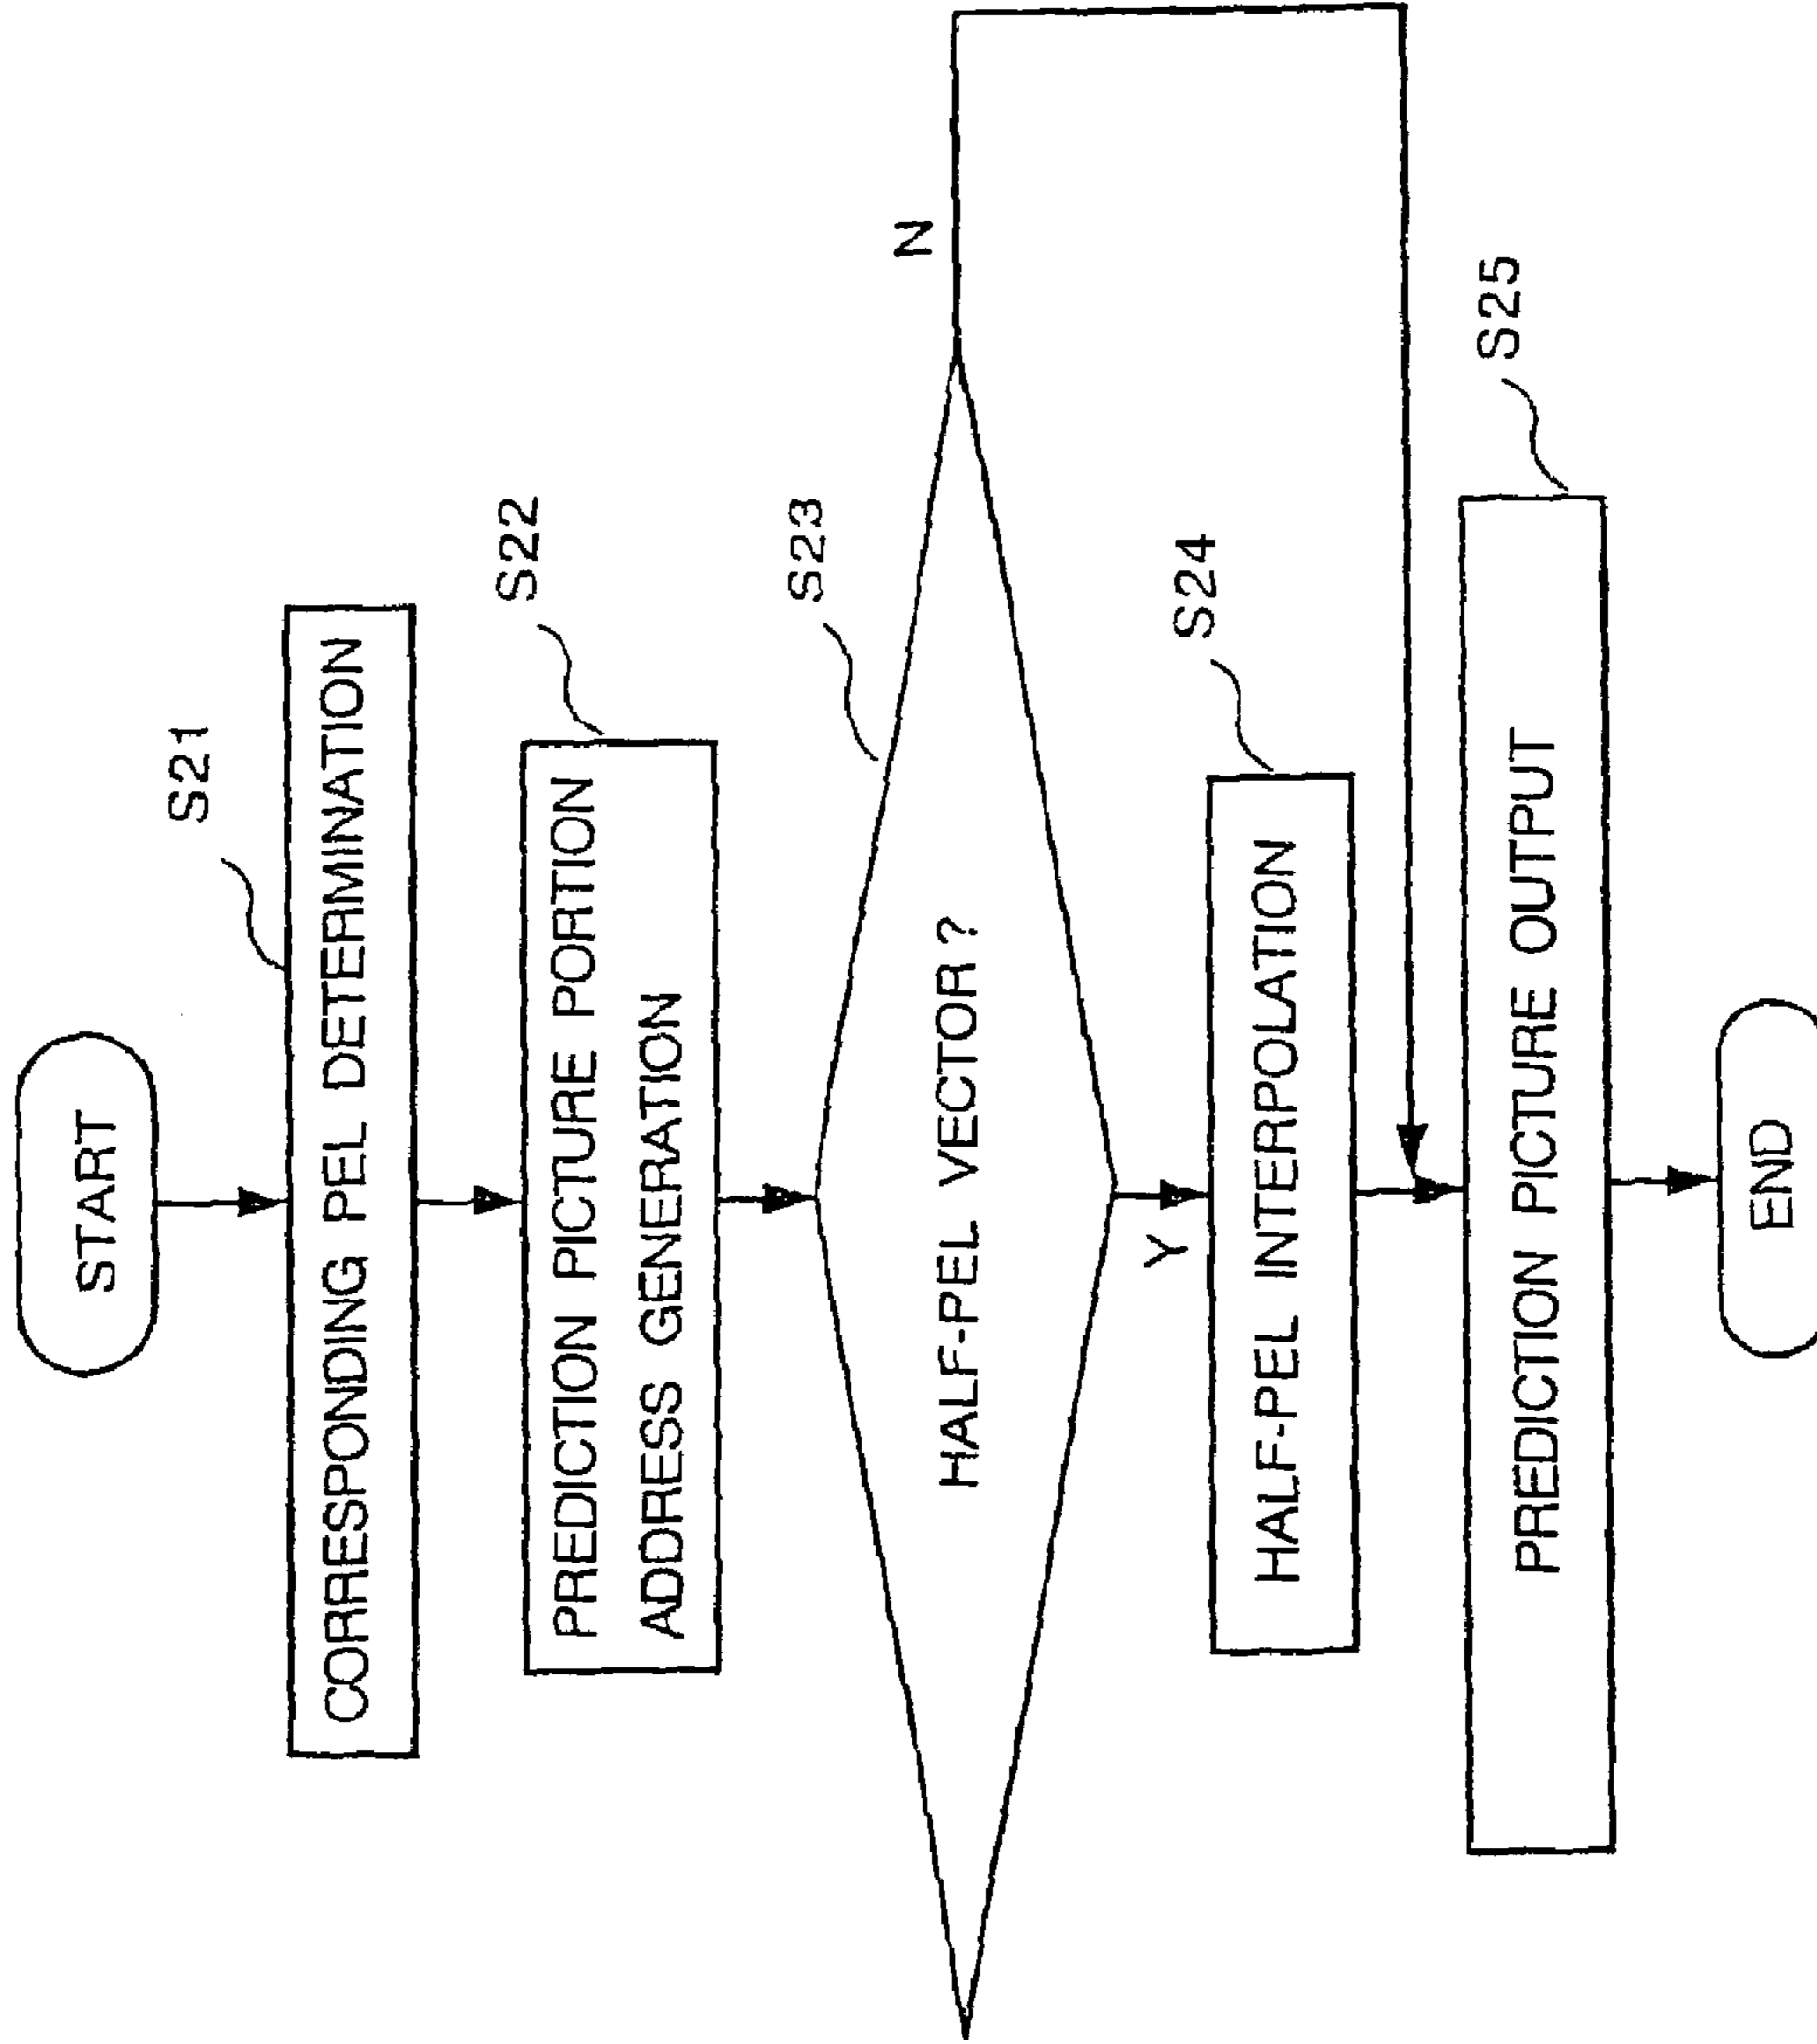 START
S21
CORRESPONDING PEL DETERMINATION
S22
PREDICTION PICTURE PORTION
ADDRESS GENERATION
S23
HALF-PEL VECTOR?
N
Y
S24
HALF-PEL INTERPOLATION
S25
PREDICTION PICTURE OUTPUT
END